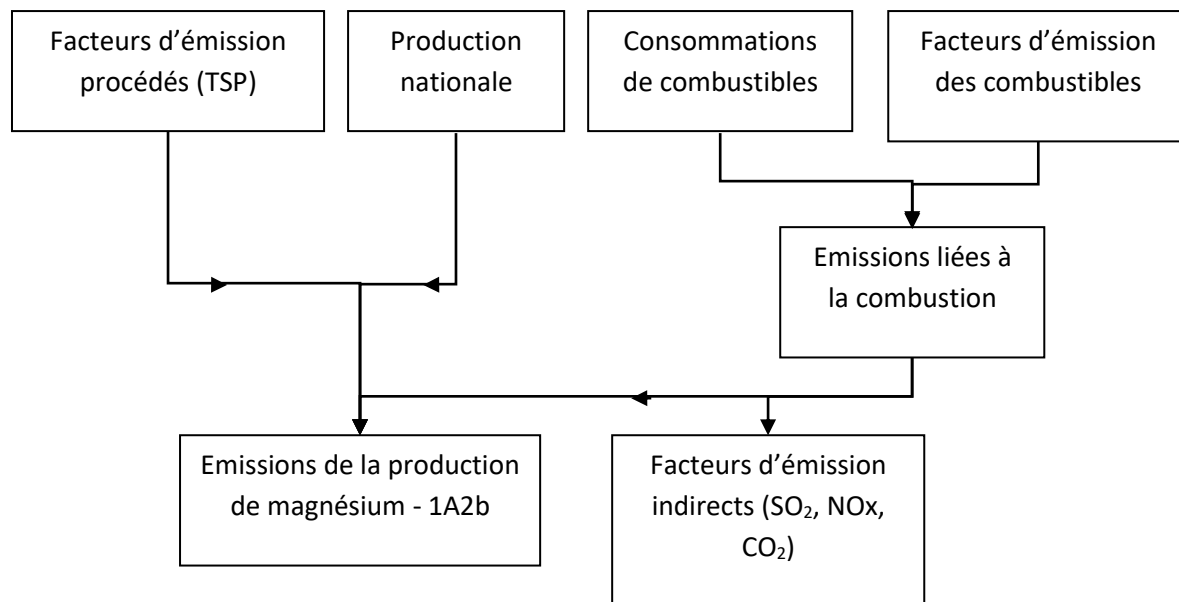 Facteurs d’émission
procédés (TSP)
Production
nationale
Consommations
de combustibles
Facteurs d’émission
des combustibles
Emissions liées à
la combustion
Emissions de la production
de magnésium - 1A2b
Facteurs d’émission
indirects (SO₂, NOx,
CO₂)